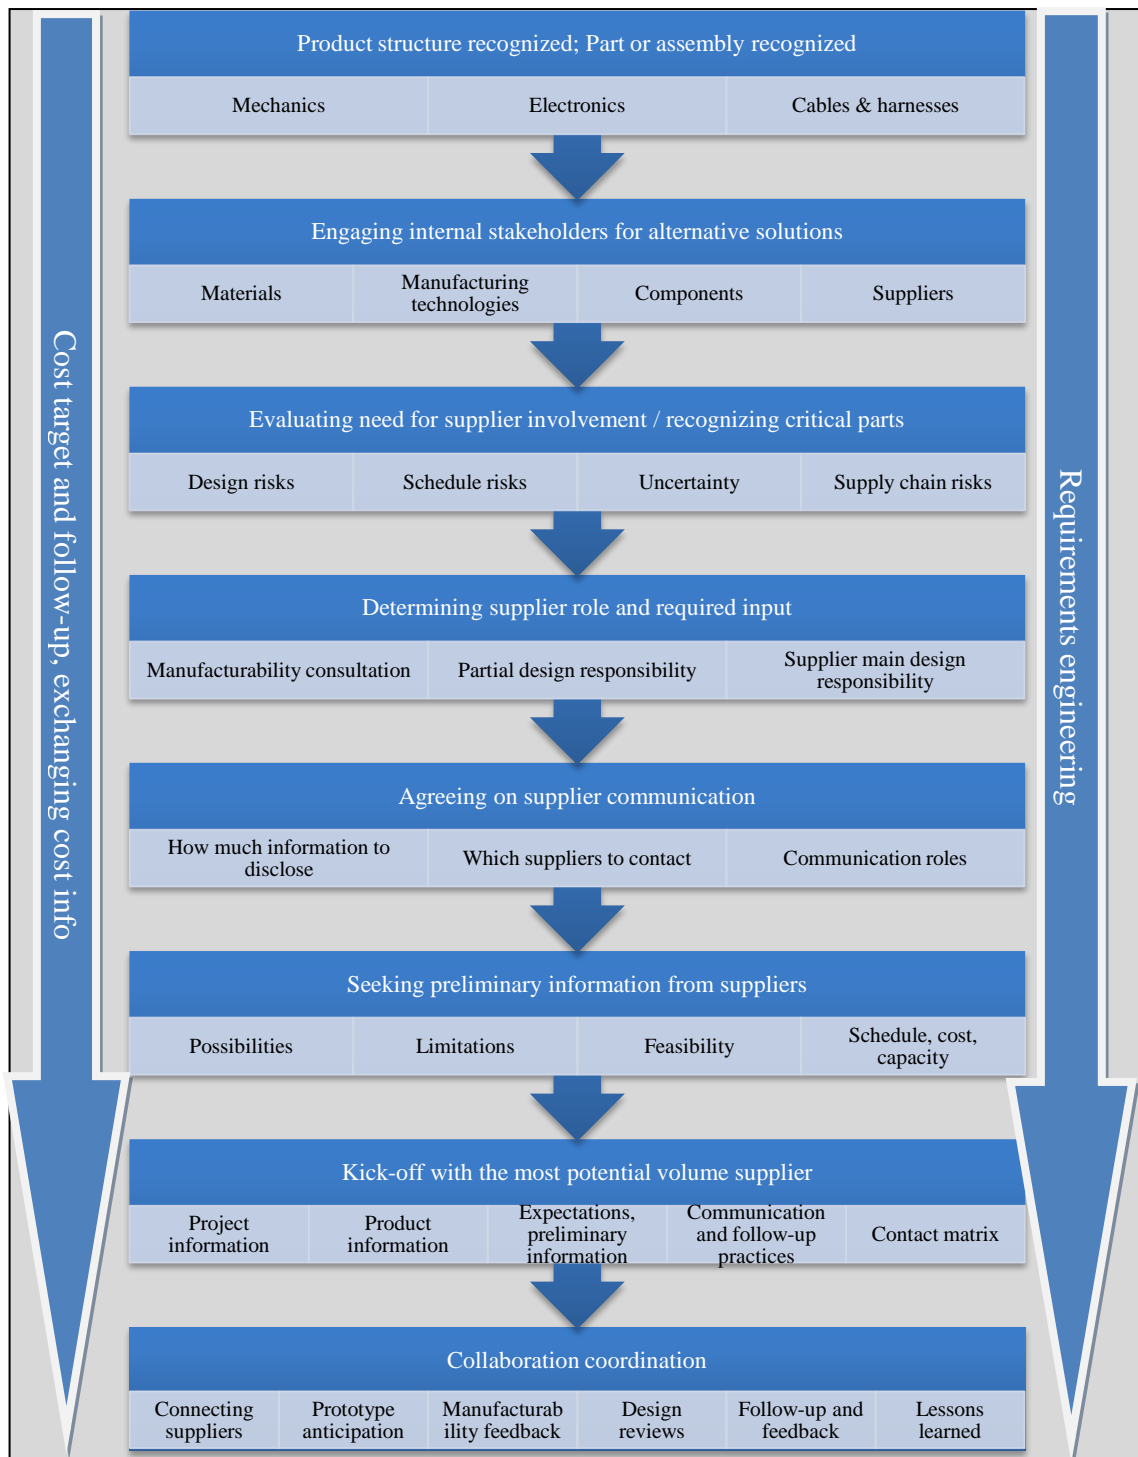 Product structure recognized; Part or assembly recognized
Mechanics
Electronics
Cables & harnesses
Engaging internal stakeholders for alternative solutions
Materials
Manufacturing
technologies
Components
Suppliers
Evaluating need for supplier involvement / recognizing critical parts
Design risks
Schedule risks
Uncertainty
Supply chain risks
Determining supplier role and required input
Manufacturability consultation
Partial design responsibility
Supplier main design
responsibility
Agreeing on supplier communication
How much information to
disclose
Which suppliers to contact
Communication roles
Seeking preliminary information from suppliers
Possibilities
Limitations
Feasibility
Schedule, cost,
capacity
Kick-off with the most potential volume supplier
Project
information
Product
information
Expectations,
preliminary
information
Communication
and follow-up
practices
Contact matrix
Collaboration coordination
Connecting
suppliers
Prototype
anticipation
Manufacturab
ility feedback
Design
reviews
Follow-up and
feedback
Lessons
learned
Cost target and follow-up, exchanging cost info
Requirements engineering